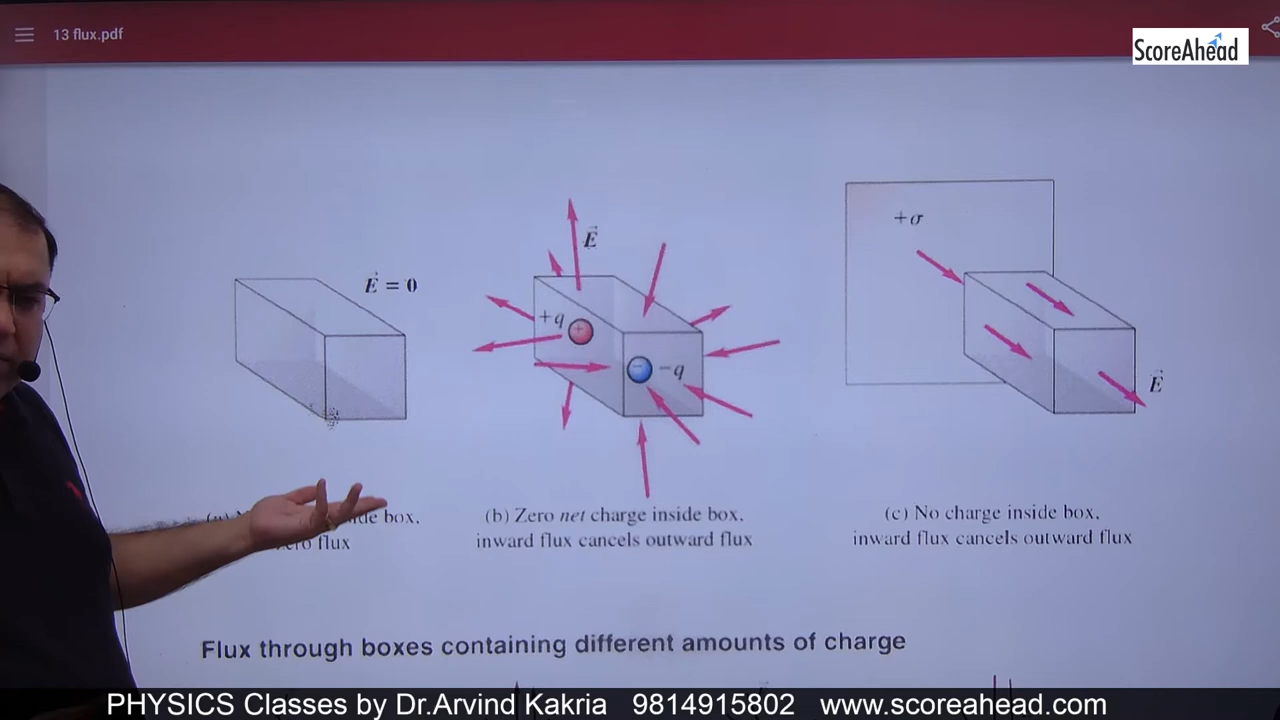 13 flux.pdf
ScoreAhead
E = 0
E
+q
−q
+σ
E
box,
flux
(b) Zero net charge inside box,
inward flux cancels outward flux
(c) No charge inside box,
inward flux cancels outward flux
Flux through boxes containing different amounts of charge
PHYSICS Classes by Dr.Arvind Kakria 9814915802 www.scoreahead.com